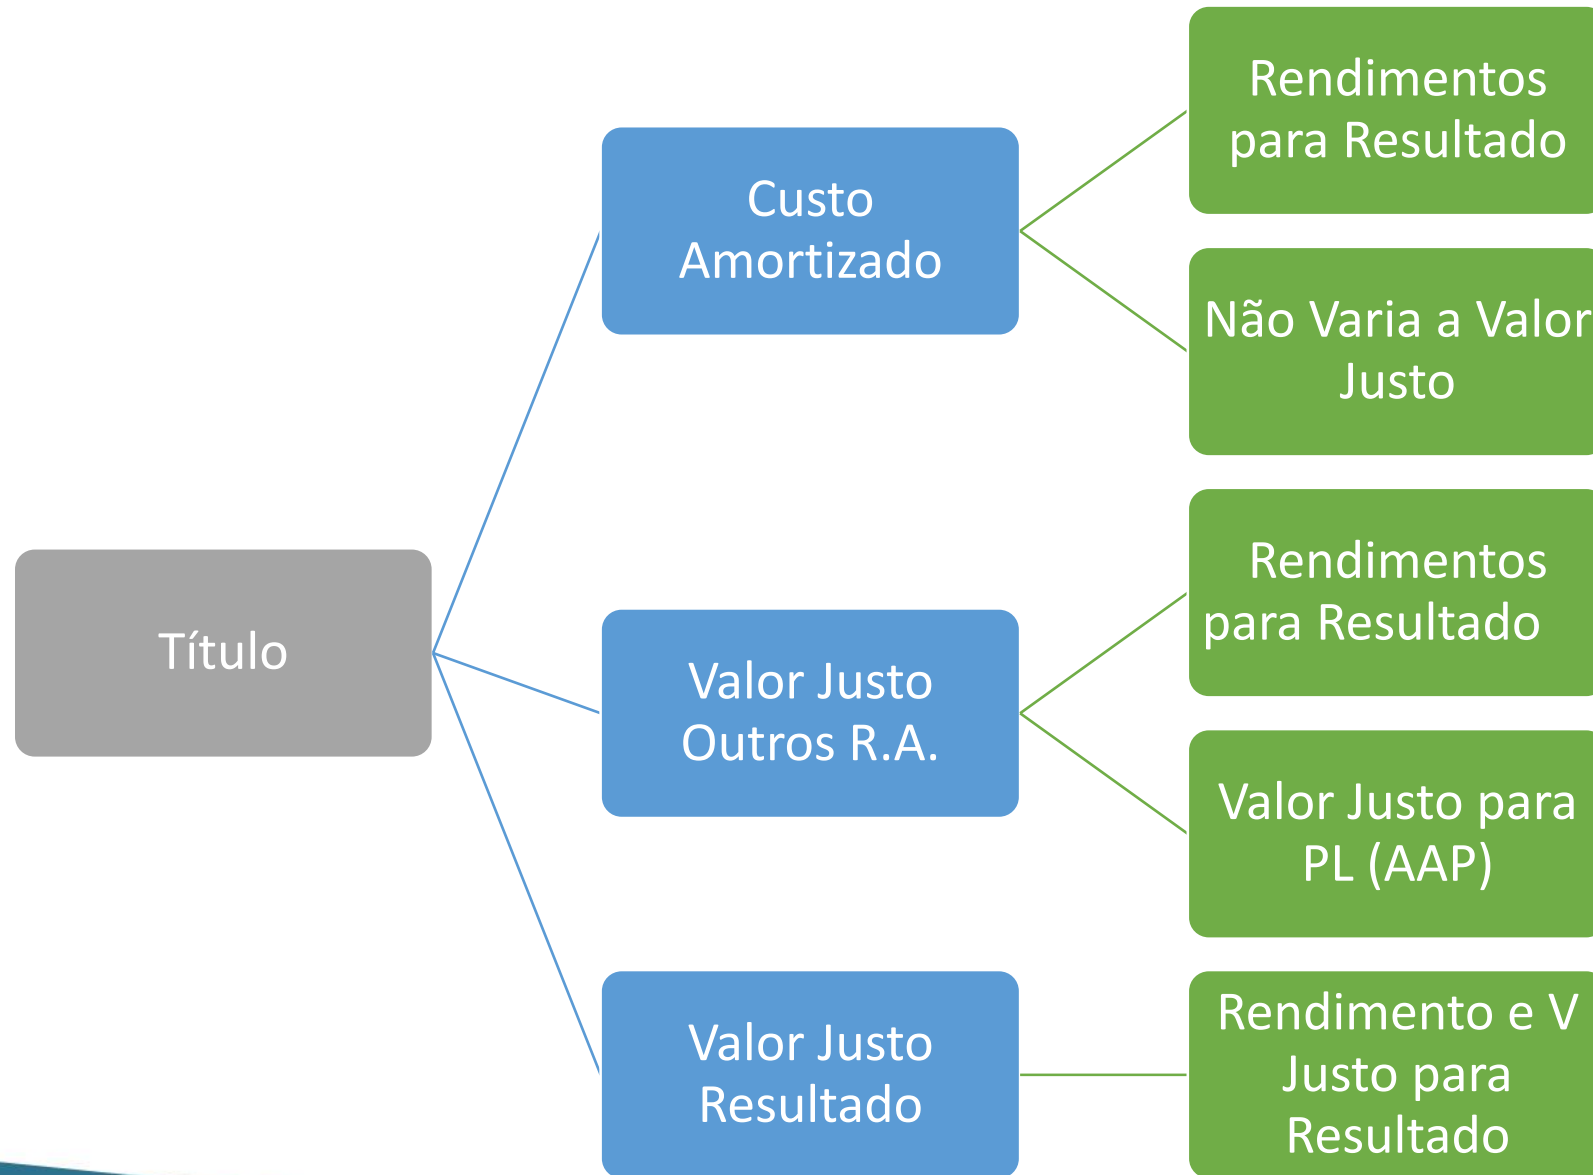 Título
Custo
Amortizado
Rendimentos
para Resultado
Não Varia a Valor
Justo
Valor Justo
Outros R.A.
Rendimentos
para Resultado
Valor Justo para
PL (AAP)
Valor Justo
Resultado
Rendimento e V
Justo para
Resultado